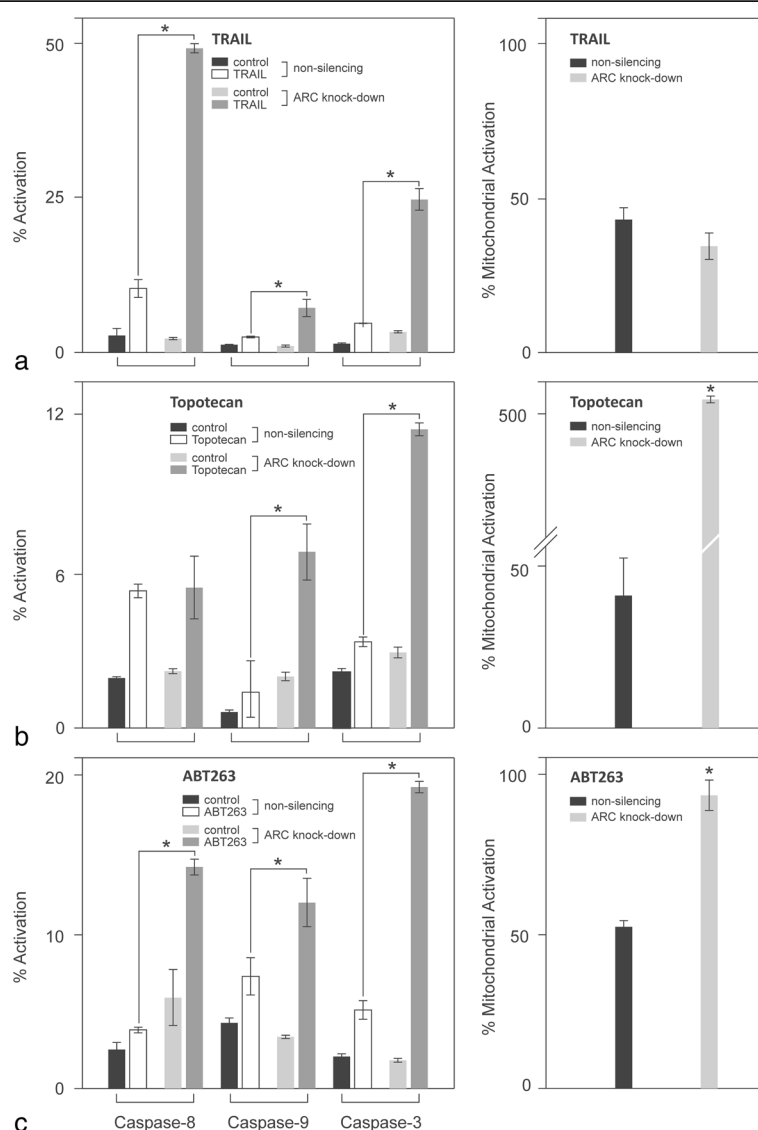 TRAIL
control
TRAIL
non-silencing
control
TRAIL
ARC knock-down
% Activation
50
25
0
*
*
*
a
TRAIL
non-silencing
ARC knock-down
% Mitochondrial Activation
100
50
0
Topotecan
control
Topotecan
non-silencing
control
Topotecan
ARC knock-down
% Activation
12
6
0
*
*
b
Topotecan
non-silencing
ARC knock-down
% Mitochondrial Activation
500
50
0
*
ABT263
control
ABT263
non-silencing
control
ABT263
ARC knock-down
% Activation
20
10
0
*
*
*
Caspase-8 Caspase-9 Caspase-3
c
ABT263
non-silencing
ARC knock-down
% Mitochondrial Activation
100
50
0
*